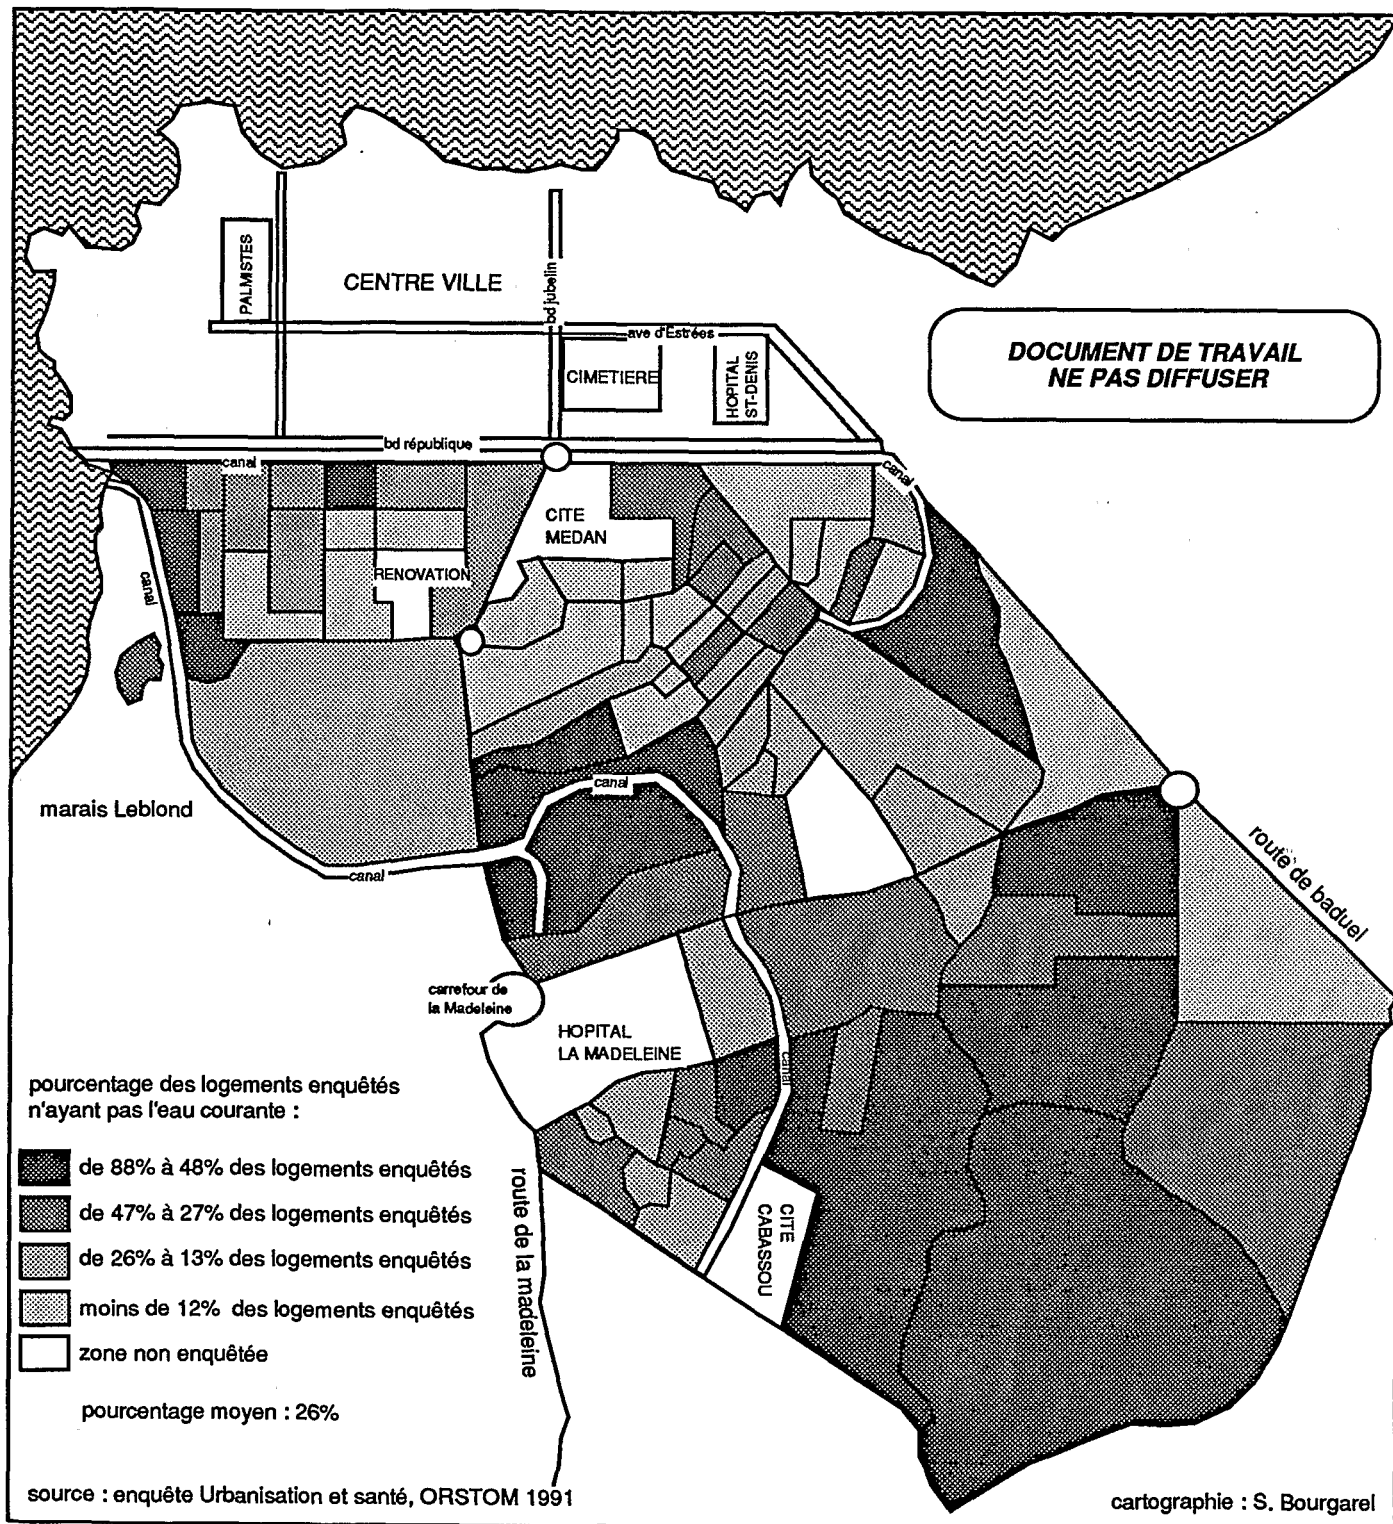 PALMISTES
CENTRE VILLE
bd jubelin
ave d'Estrées
CIMETIERE
HOPITAL
ST-DENIS
DOCUMENT DE TRAVAIL
NE PAS DIFFUSER
bd république
canal
canal
CITE
MEDAN
RENOVATION
canal
canal
marais Leblond
canal
route de baduel
carrefour de
la Madeleine
HOPITAL
LA MADELEINE
canal
CITE
CABASSOU
route de la madeleine
pourcentage des logements enquêtés
n'ayant pas l'eau courante :
de 88% à 48% des logements enquêtés
de 47% à 27% des logements enquêtés
de 26% à 13% des logements enquêtés
moins de 12% des logements enquêtés
zone non enquêtée
pourcentage moyen : 26%
source : enquête Urbanisation et santé, ORSTOM 1991
cartographie : S. Bourgarel